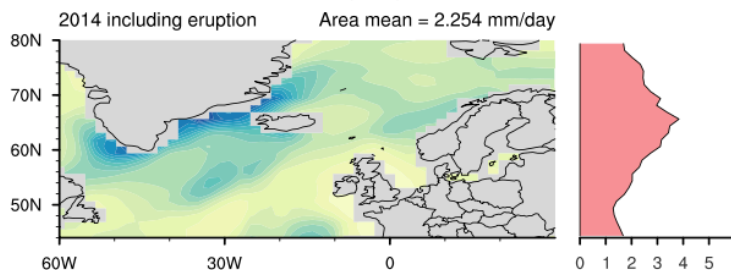 2014 including eruption Area mean = 2.254 mm/day
80N
70N
60N
50N
60W 30W 0 0 1 2 3 4 5